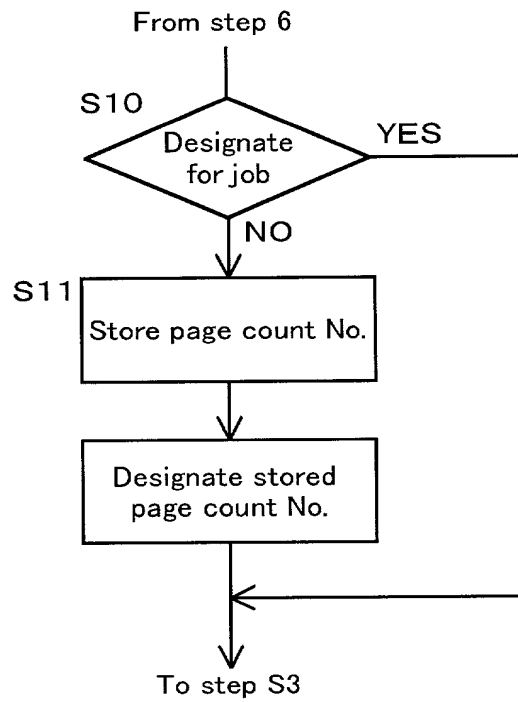 From step 6
S10
Designate
for job
YES
NO
S11
Store page count No.
Designate stored
page count No.
To step S3